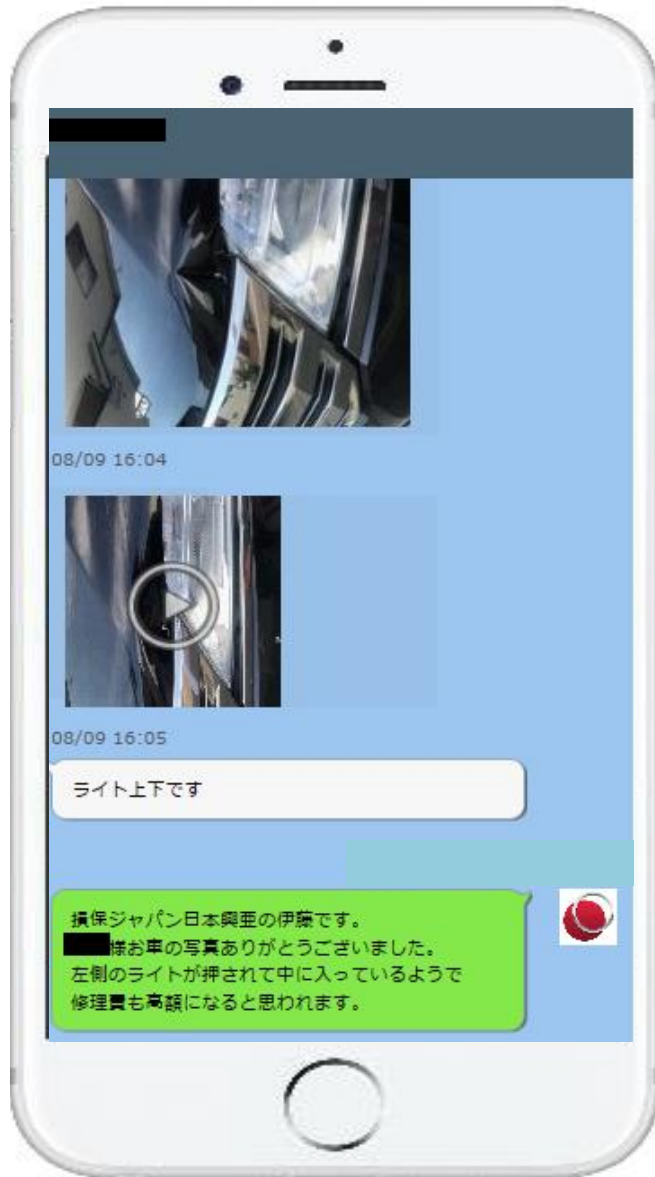 08/09 16:04
08/09 16:05
ライト上下です
損保ジャパン日本興亜の伊藤です。
様お車の写真ありがとうございました。
左側のライトが押されて中に入っているようで
修理費も高額になると思われます。